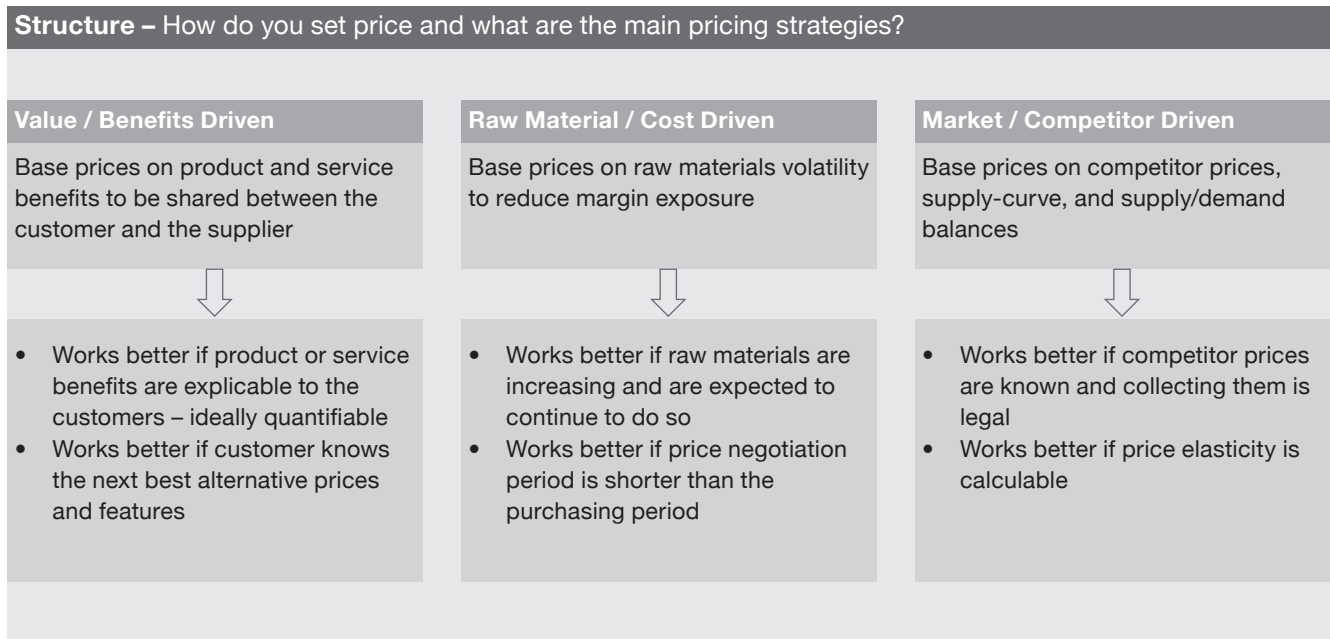 Structure – How do you set price and what are the main pricing strategies?
Value / Benefits Driven
Base prices on product and service
benefits to be shared between the
customer and the supplier
• Works better if product or service
benefits are explicable to the
customers – ideally quantifiable
• Works better if customer knows
the next best alternative prices
and features
Raw Material / Cost Driven
Base prices on raw materials volatility
to reduce margin exposure
• Works better if raw materials are
increasing and are expected to
continue to do so
• Works better if price negotiation
period is shorter than the
purchasing period
Market / Competitor Driven
Base prices on competitor prices,
supply-curve, and supply/demand
balances
• Works better if competitor prices
are known and collecting them is
legal
• Works better if price elasticity is
calculable